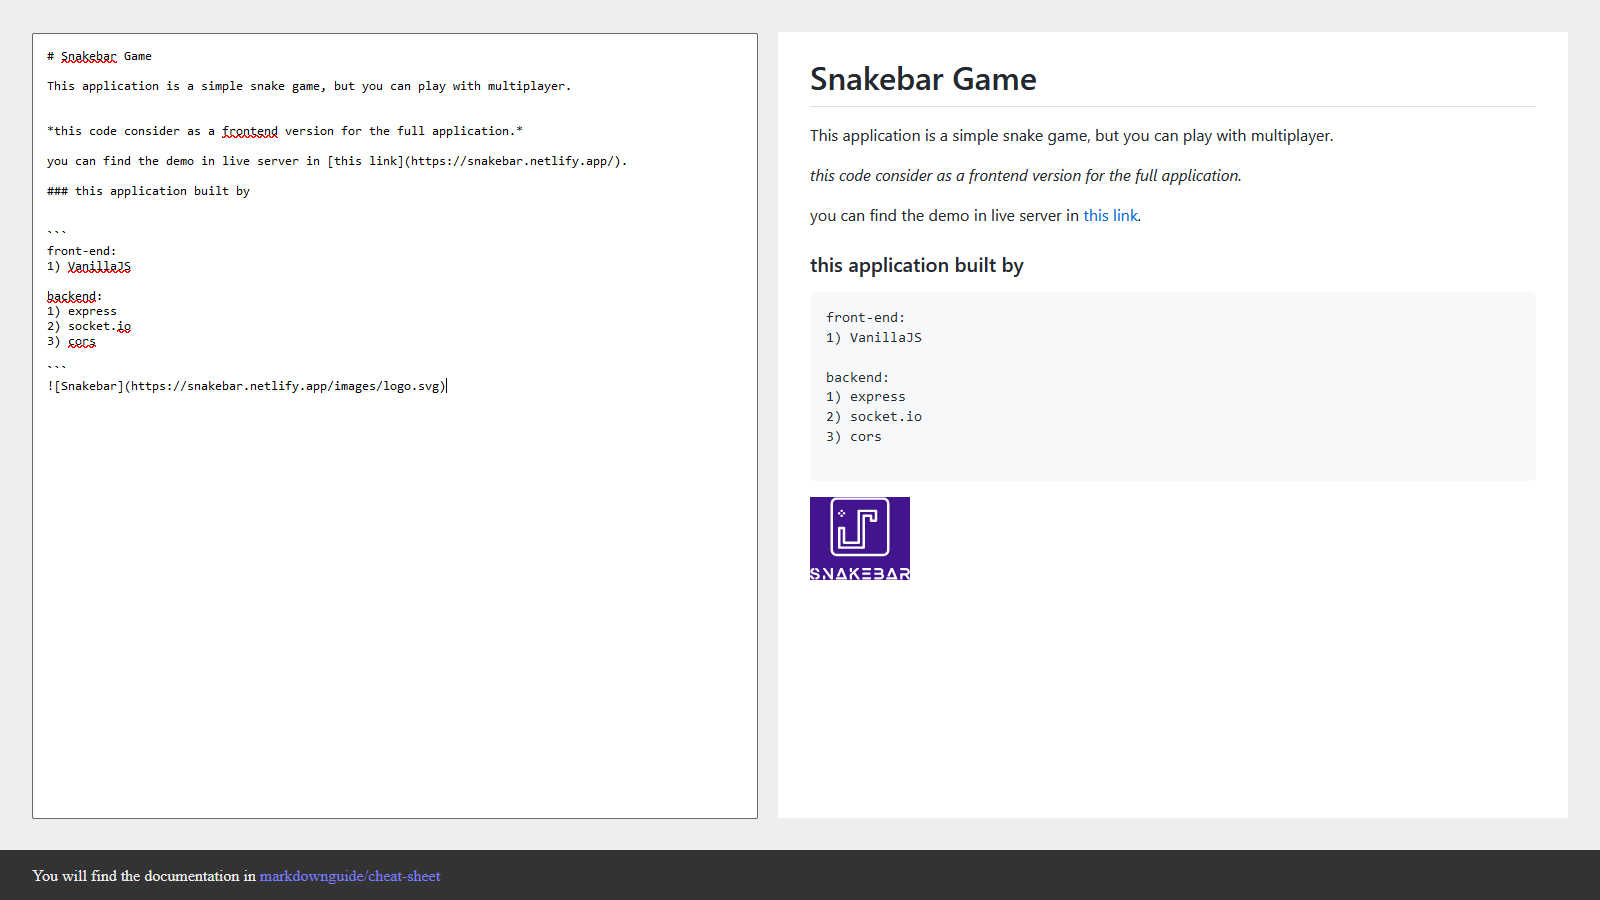 # Snakebar Game
This application is a simple snake game, but you can play with multiplayer.
*this code consider as a frontend version for the full application.*
you can find the demo in live server in [this link](https://snakebar.netlify.app/).
### this application built by
```
front-end:
1) VanillaJS
backend:
1) express
2) socket.io
3) cors
```
![Snakebar](https://snakebar.netlify.app/images/logo.svg)
Snakebar Game
This application is a simple snake game, but you can play with multiplayer.
this code consider as a frontend version for the full application.
you can find the demo in live server in this link.
this application built by
front-end:
1) VanillaJS
backend:
1) express
2) socket.io
3) cors
SNAKEBAR
You will find the documentation in markdownguide/cheat-sheet